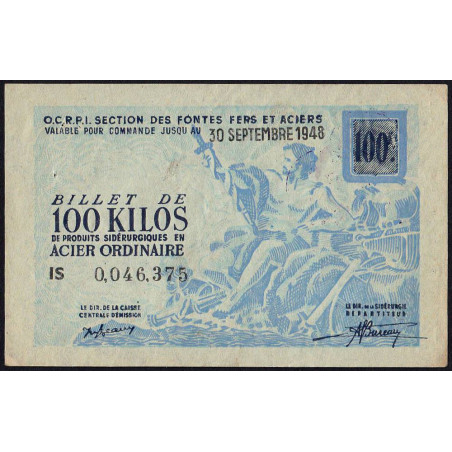 O.C.R.P.I. SECTION DES FONTES FERS ET ACIERS
VALABLE POUR COMMANDE JUSQU'AU 30 SEPTEMBRE 1948
100K
BILLET DE
100 KILOS
DE PRODUITS SIDÉRURGIQUES EN
ACIER ORDINAIRE
IS 0,046,375
LE DIR. DE LA CAISSE
CENTRALE D'ÉMISSION
LE DIR. DE LA SIDÉRURGIE
RÉPARTITEUR